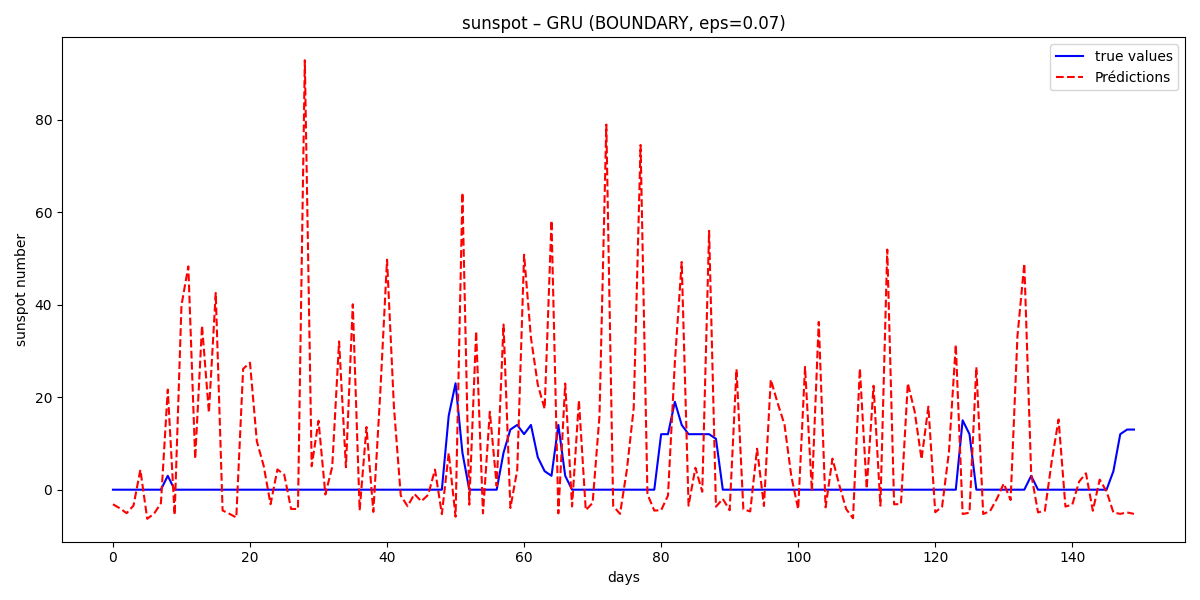 sunspot – GRU (BOUNDARY, eps=0.07)
true values
Prédictions
sunspot number
80
60
40
20
0
0 20 40 60 80 100 120 140
days